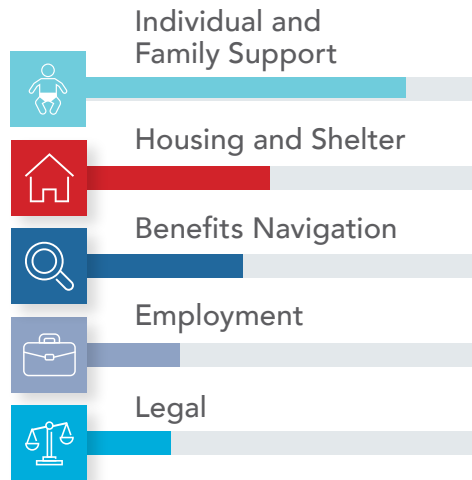 Individual and
Family Support
Housing and Shelter
Benefits Navigation
Employment
Legal